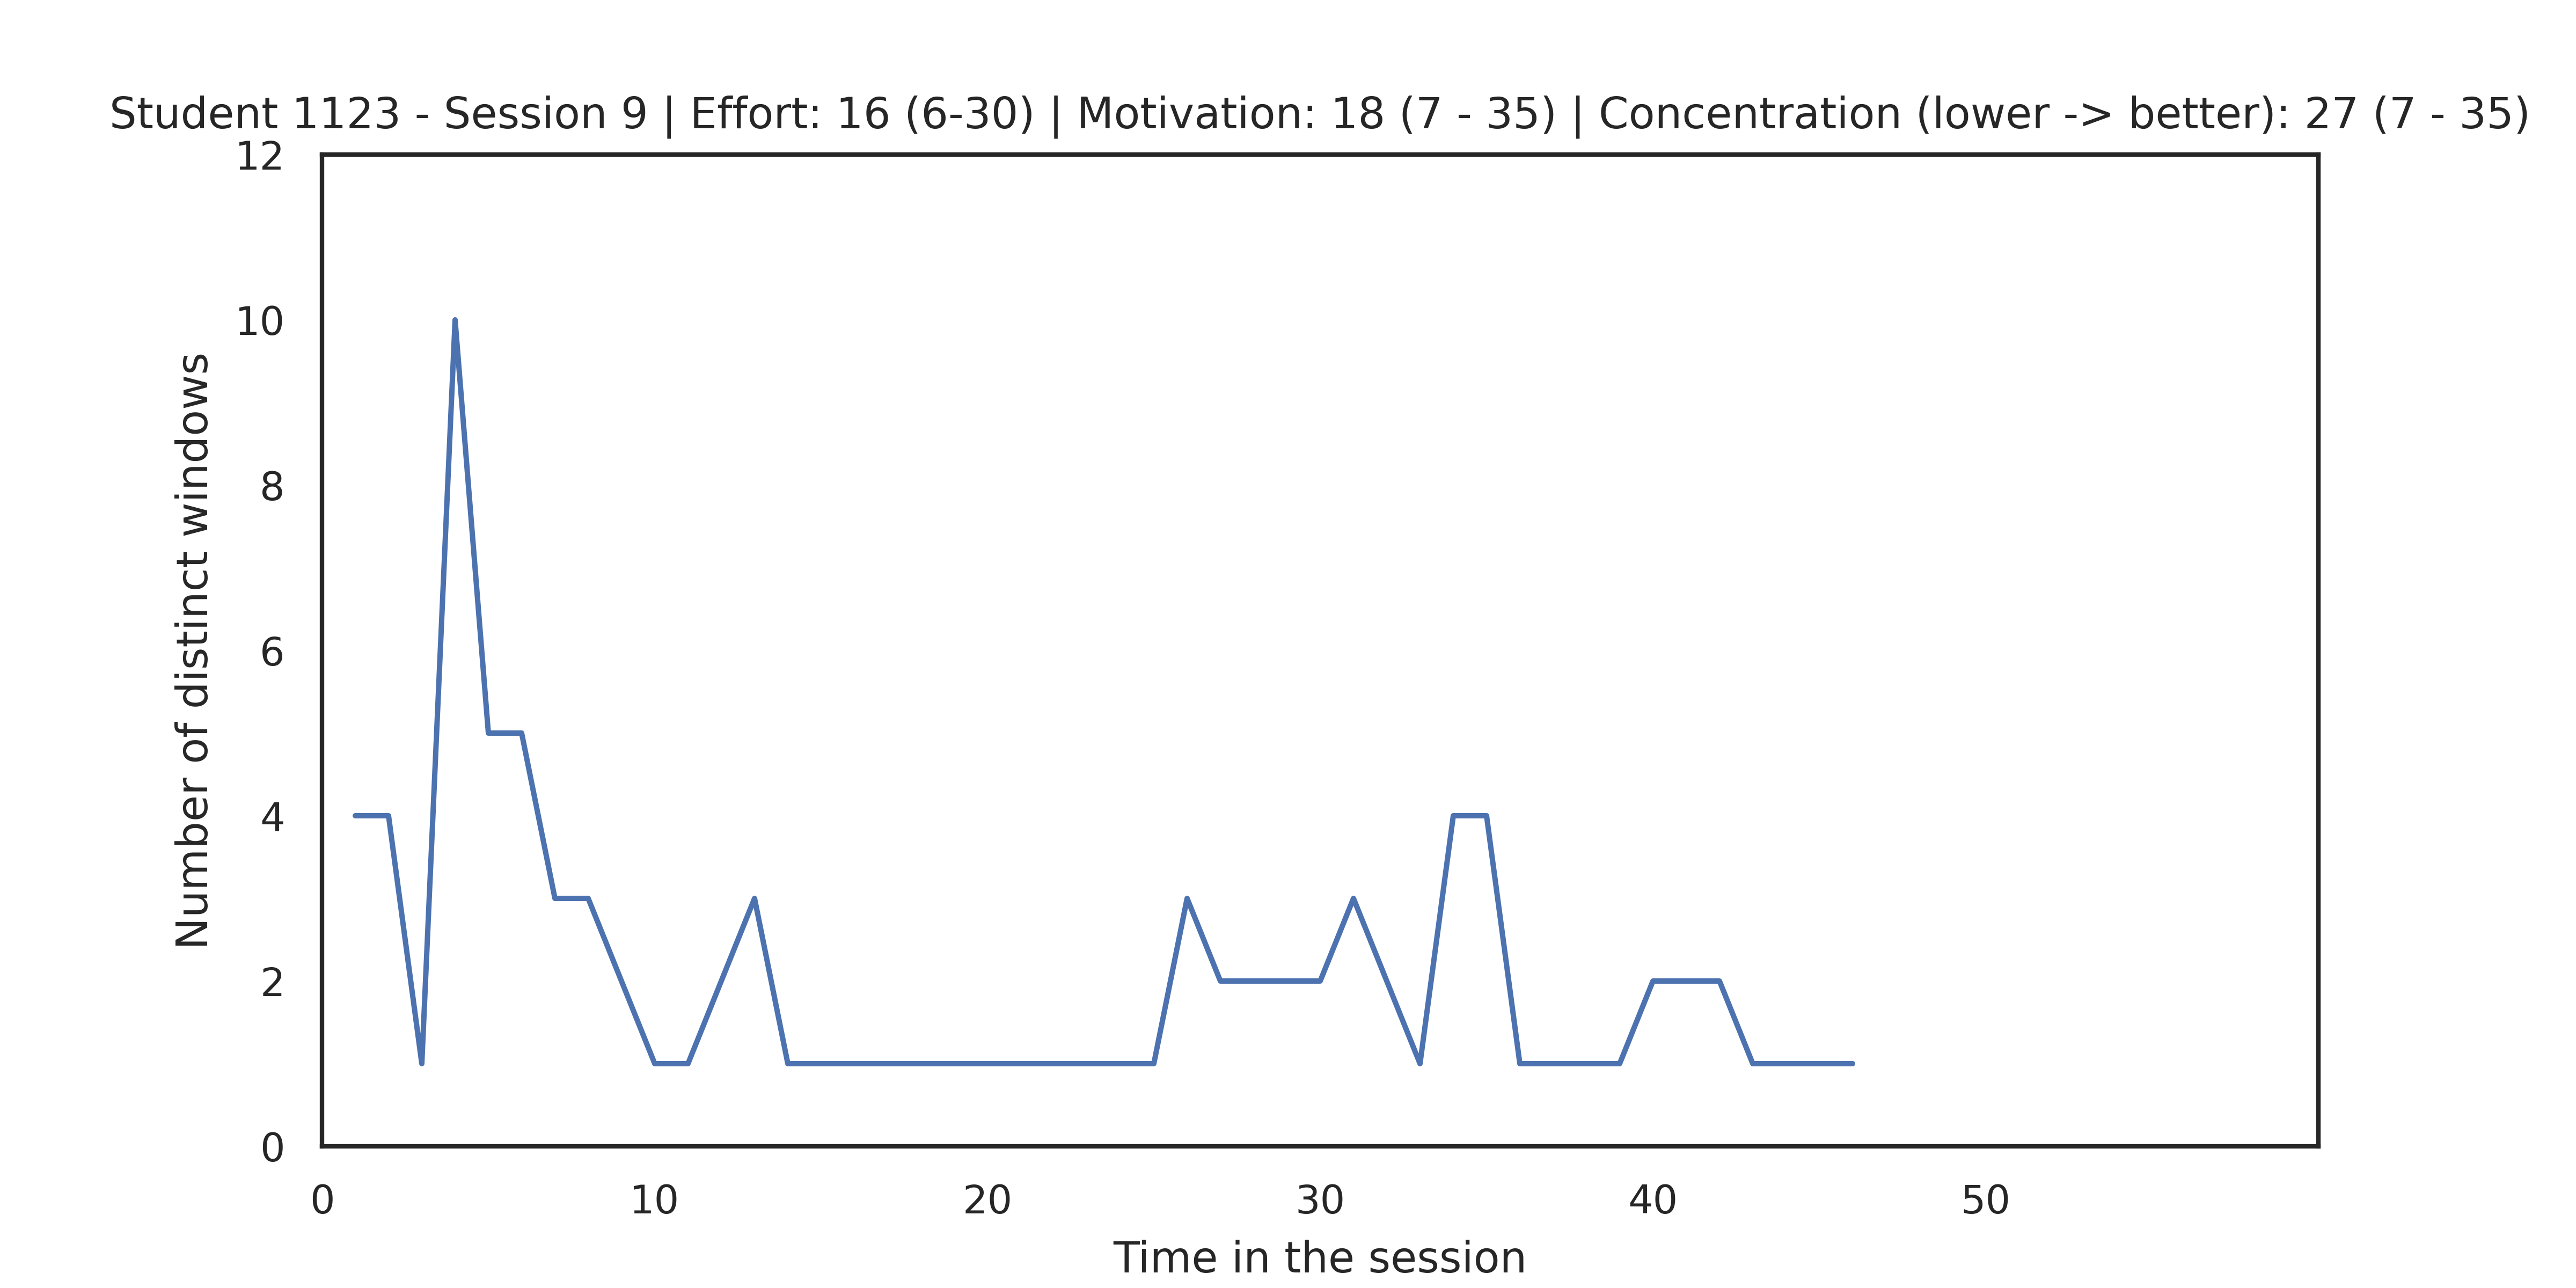 Student 1123 - Session 9 | Effort: 16 (6-30) | Motivation: 18 (7 - 35) | Concentration (lower -> better): 27 (7 - 35)
12
10
8
6
4
2
0
Number of distinct windows
0 10 20 30 40 50
Time in the session